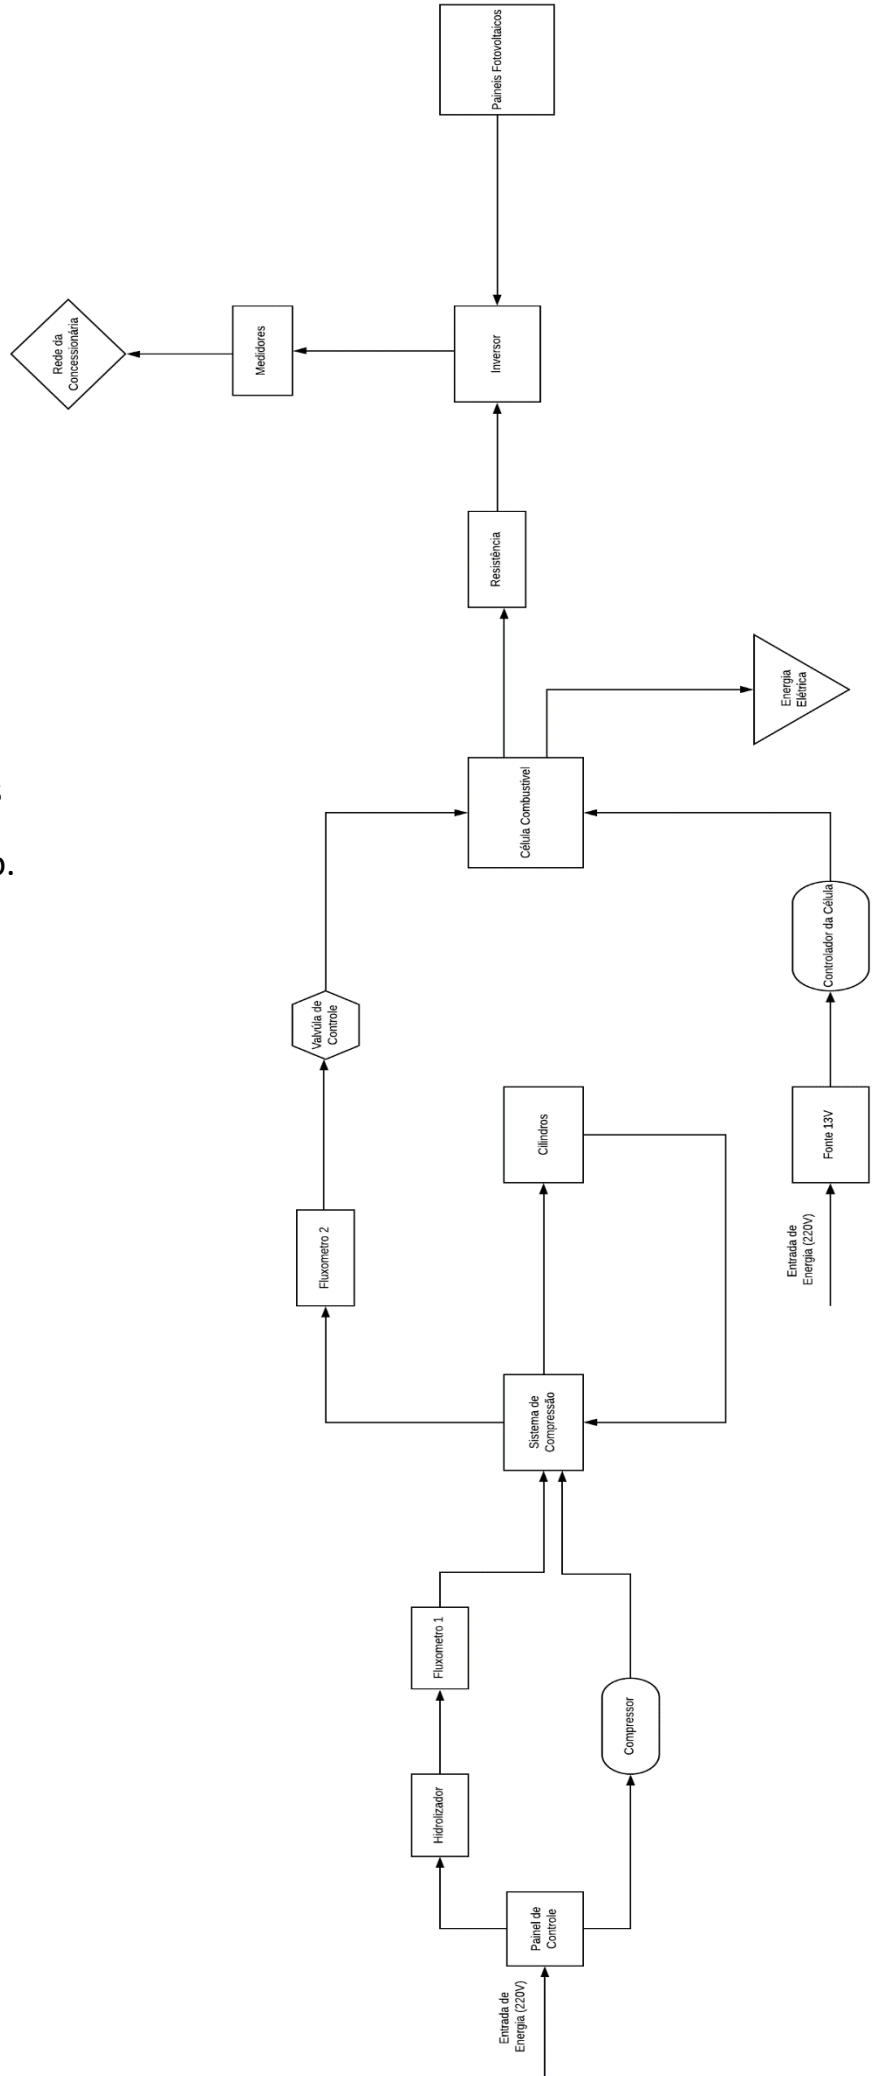 Paineis Fotovoltaicos
Rede da
Concessionária
Medidores
Inversor
Resistência
Energia
Elétrica
Célula Combustivel
Controlador da Célula
Valvúla de
Controle
Cilindros
Fonte 13V
Entrada de
Energia (220V)
Fluxometro 2
Sistema de
Compressão
Fluxometro 1
Compressor
Hidrolizador
Painel de
Controle
Entrada de
Energia (220V)